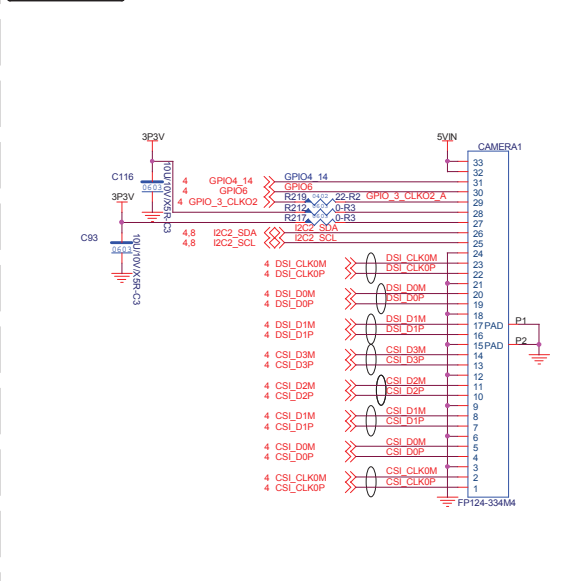 3P3V
5VIN
CAMERA1
33
32
C116
0603
10U/10V/X5R-C3
4 GPIO4_14 GPIO4_14 31
4 GPIO6 GPIO6 30
4 GPIO_3_CLKO2 R219 0402 22-R2 GPIO_3_CLKO2_A 29
3P3V
R212 0-R3 28
R217 0-R3 27
4,8 I2C2_SDA I2C2_SDA 26
4,8 I2C2_SCL I2C2_SCL 25
C93
0603
10U/10V/X5R-C3
24
4 DSI_CLK0M DSI_CLK0M 23
4 DSI_CLK0P DSI_CLK0P 22
21
4 DSI_D0M DSI_D0M 20
4 DSI_D0P DSI_D0P 19
18
4 DSI_D1M DSI_D1M 17 PAD P1
4 DSI_D1P DSI_D1P 16
15 PAD P2
4 CSI_D3M CSI_D3M 14
4 CSI_D3P CSI_D3P 13
12
4 CSI_D2M CSI_D2M 11
4 CSI_D2P CSI_D2P 10
9
4 CSI_D1M CSI_D1M 8
4 CSI_D1P CSI_D1P 7
6
4 CSI_D0M CSI_D0M 5
4 CSI_D0P CSI_D0P 4
3
4 CSI_CLK0M CSI_CLK0M 2
4 CSI_CLK0P CSI_CLK0P 1
FP124-334M4